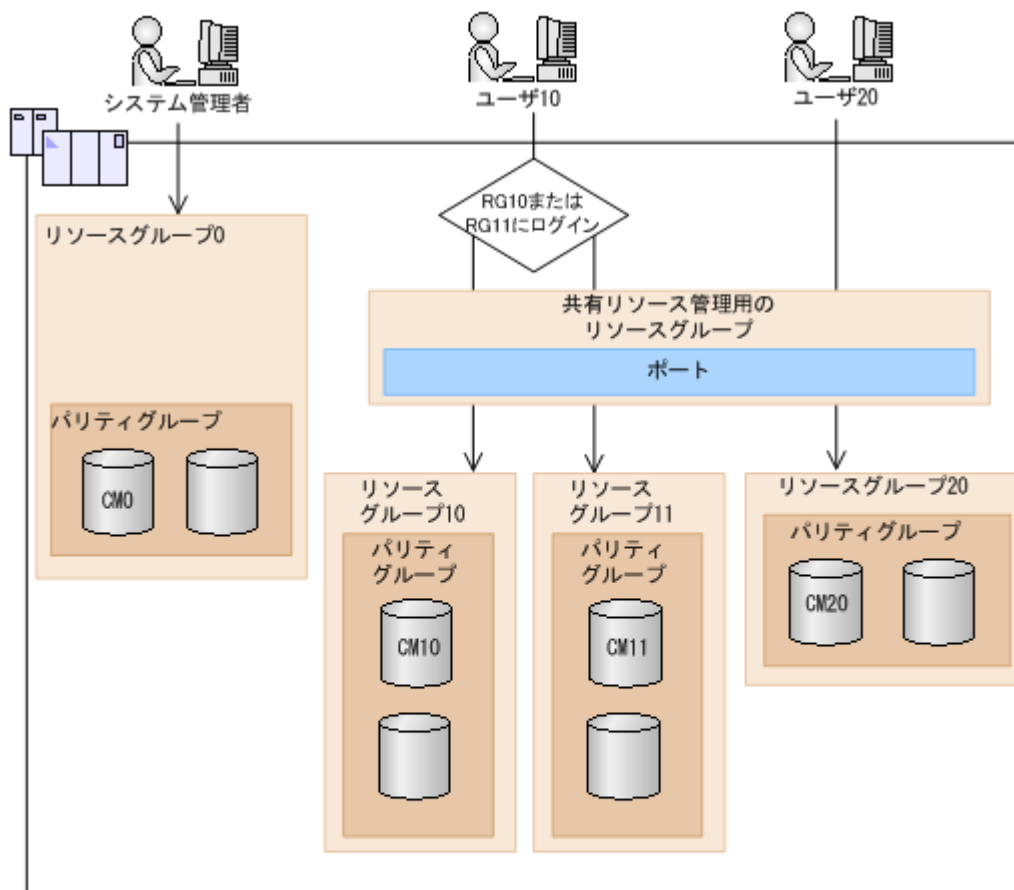 システム管理者
ユーザ10
ユーザ20
RG10または
RG11にログイン
リソースグループ0
共有リソース管理用の
リソースグループ
ポート
パリティグループ
CM0
リソース
グループ10
パリティ
グループ
CM10
リソース
グループ11
パリティ
グループ
CM11
リソースグループ20
パリティグループ
CM20